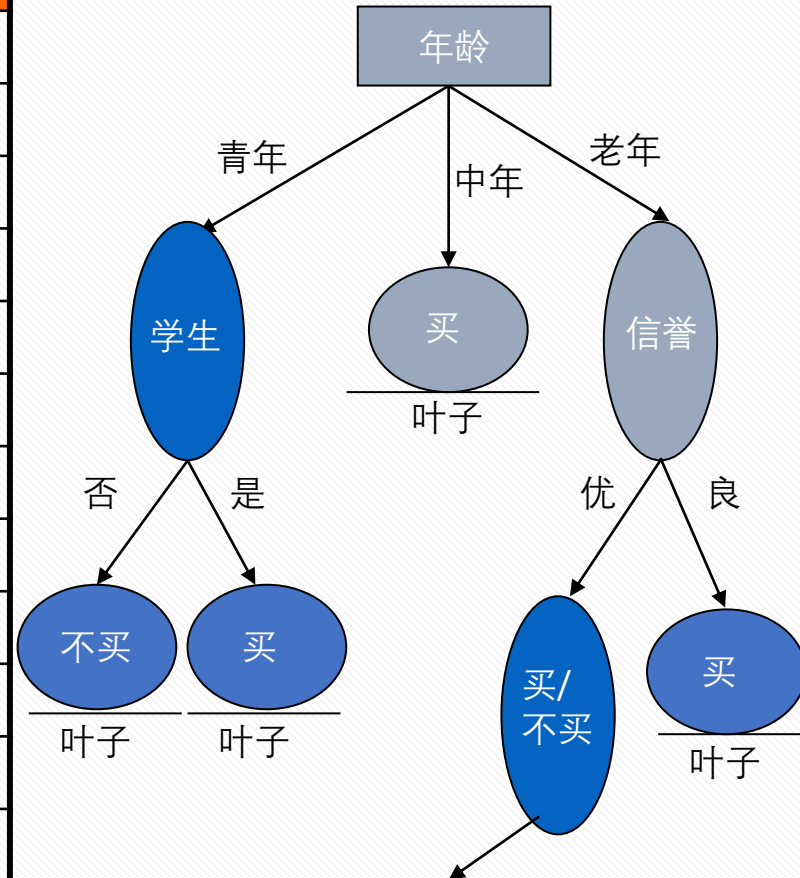 年龄
青年
中年
老年
学生
买
信誉
叶子
否
是
优
良
不买
买
买/
不买
买
叶子
叶子
叶子